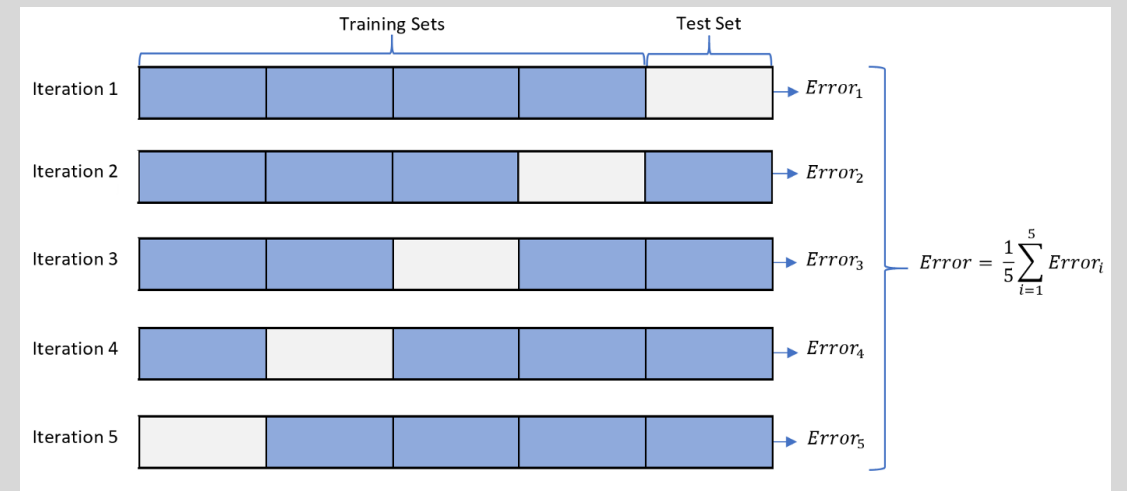 Training Sets Test Set
Iteration 1 Error₁
Iteration 2 Error₂
Iteration 3 Error₃
Iteration 4 Error₄
Iteration 5 Error₅
Error = 1/5 ∑_{i=1}^{5} Errorᵢ